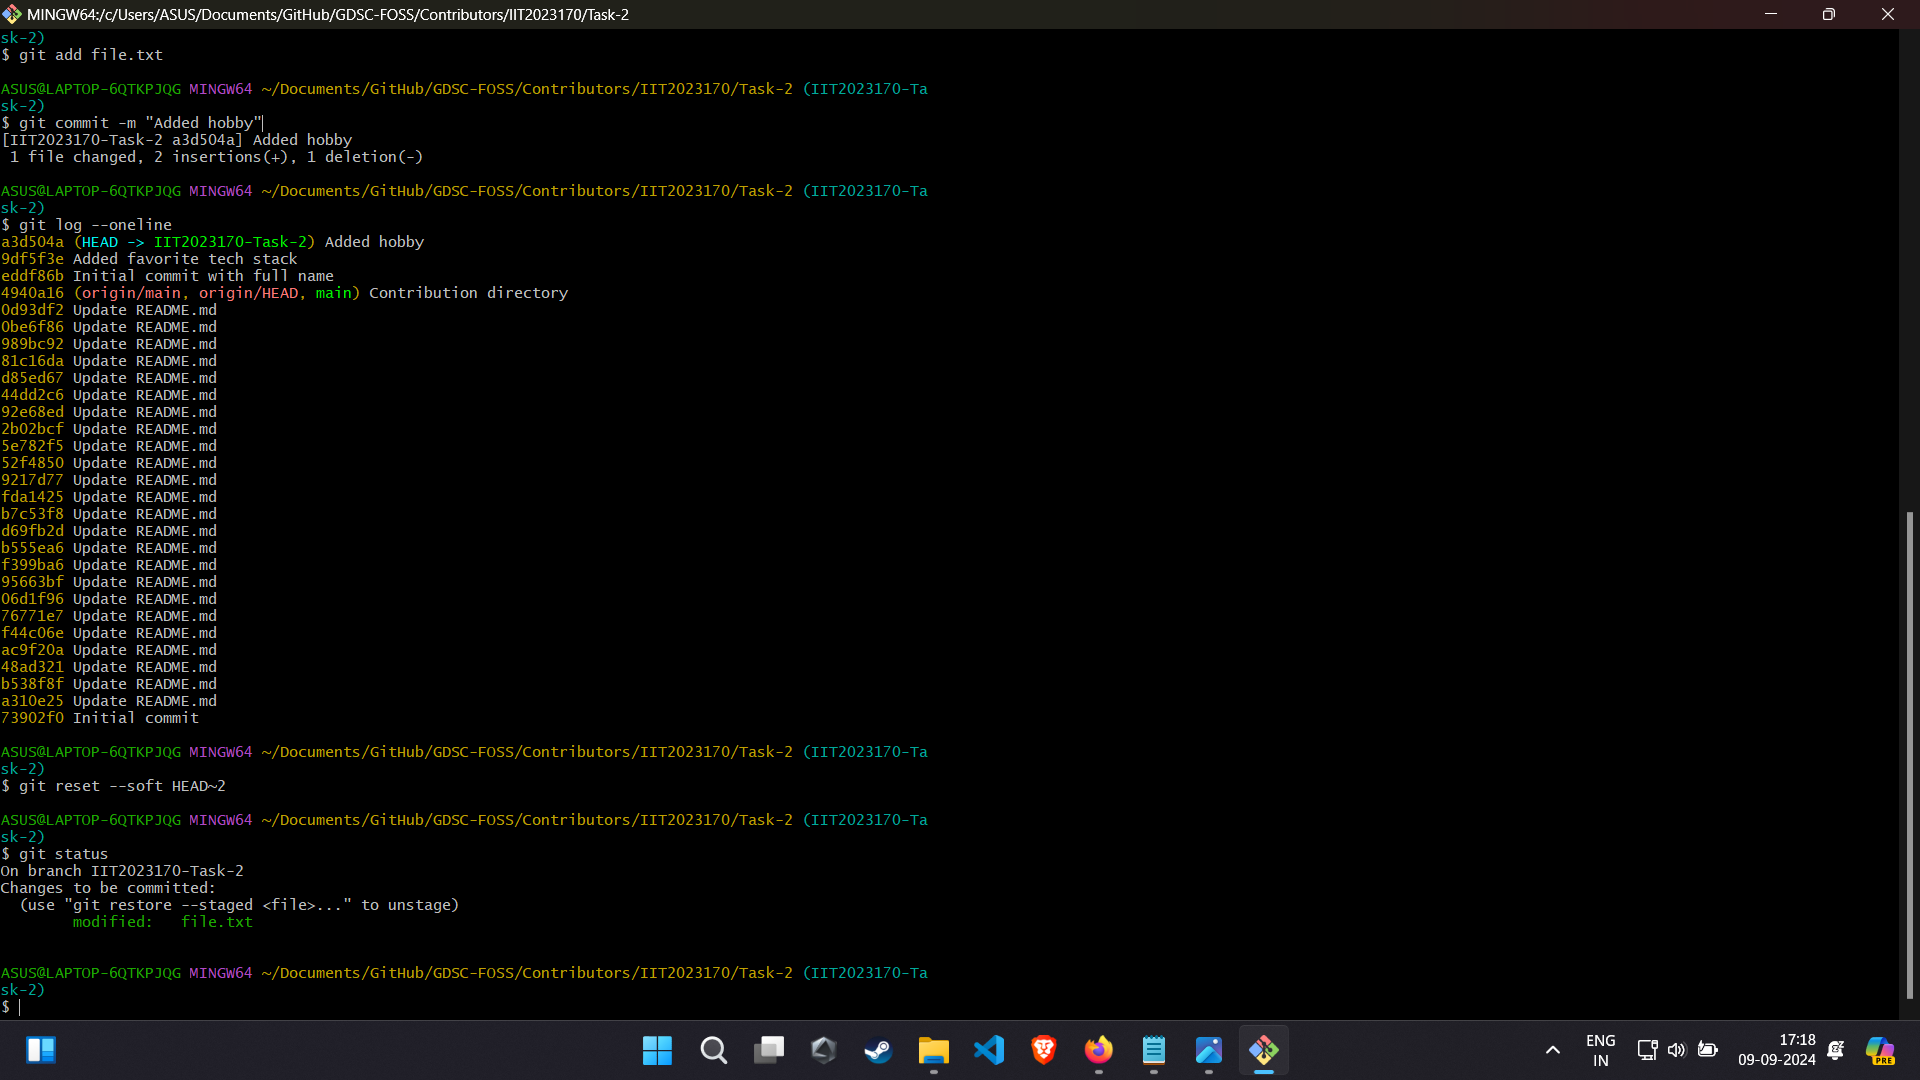 MINGW64:/c/Users/ASUS/Documents/GitHub/GDSC-FOSS/Contributors/IIT2023170/Task-2
sk-2)
$ git add file.txt
ASUS@LAPTOP-6QTKPJQG MINGW64 ~/Documents/GitHub/GDSC-FOSS/Contributors/IIT2023170/Task-2 (IIT2023170-Ta
sk-2)
$ git commit -m "Added hobby"
[IIT2023170-Task-2 a3d504a] Added hobby
 1 file changed, 2 insertions(+), 1 deletion(-)
ASUS@LAPTOP-6QTKPJQG MINGW64 ~/Documents/GitHub/GDSC-FOSS/Contributors/IIT2023170/Task-2 (IIT2023170-Ta
sk-2)
$ git log --oneline
a3d504a (HEAD -> IIT2023170-Task-2) Added hobby
9df5f3e Added favorite tech stack
eddf86b Initial commit with full name
4940a16 (origin/main, origin/HEAD, main) Contribution directory
0d93df2 Update README.md
0be6f86 Update README.md
989bc92 Update README.md
81c16da Update README.md
d85ed67 Update README.md
44dd2c6 Update README.md
92e68ed Update README.md
2b02bcf Update README.md
5e782f5 Update README.md
52f4850 Update README.md
9217d77 Update README.md
fda1425 Update README.md
b7c53f8 Update README.md
d69fb2d Update README.md
b555ea6 Update README.md
f399ba6 Update README.md
95663bf Update README.md
06d1f96 Update README.md
76771e7 Update README.md
f44c06e Update README.md
ac9f20a Update README.md
48ad321 Update README.md
b538f8f Update README.md
a310e25 Update README.md
73902f0 Initial commit
ASUS@LAPTOP-6QTKPJQG MINGW64 ~/Documents/GitHub/GDSC-FOSS/Contributors/IIT2023170/Task-2 (IIT2023170-Ta
sk-2)
$ git reset --soft HEAD~2
ASUS@LAPTOP-6QTKPJQG MINGW64 ~/Documents/GitHub/GDSC-FOSS/Contributors/IIT2023170/Task-2 (IIT2023170-Ta
sk-2)
$ git status
On branch IIT2023170-Task-2
Changes to be committed:
  (use "git restore --staged <file>..." to unstage)
        modified:   file.txt
ASUS@LAPTOP-6QTKPJQG MINGW64 ~/Documents/GitHub/GDSC-FOSS/Contributors/IIT2023170/Task-2 (IIT2023170-Ta
sk-2)
$
ENG
IN
17:18
09-09-2024
PRE